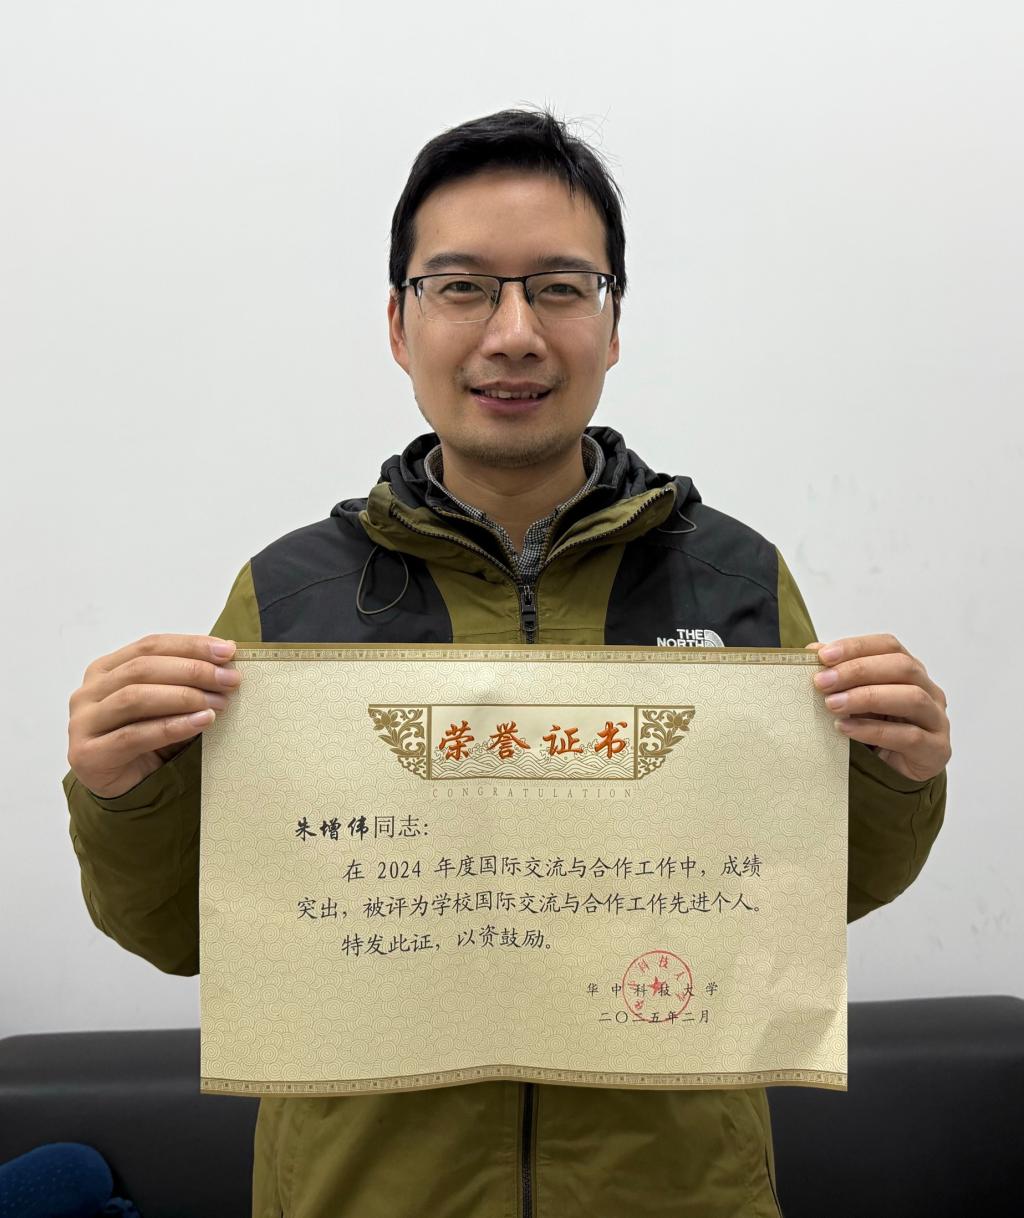 THE
NORTH
荣誉证书
CONGRATULATION
朱增伟同志:
在 2024 年度国际交流与合作工作中，成绩
突出，被评为学校国际交流与合作工作先进个人。
特发此证，以资鼓励。
华中科技大学
二〇二五年二月